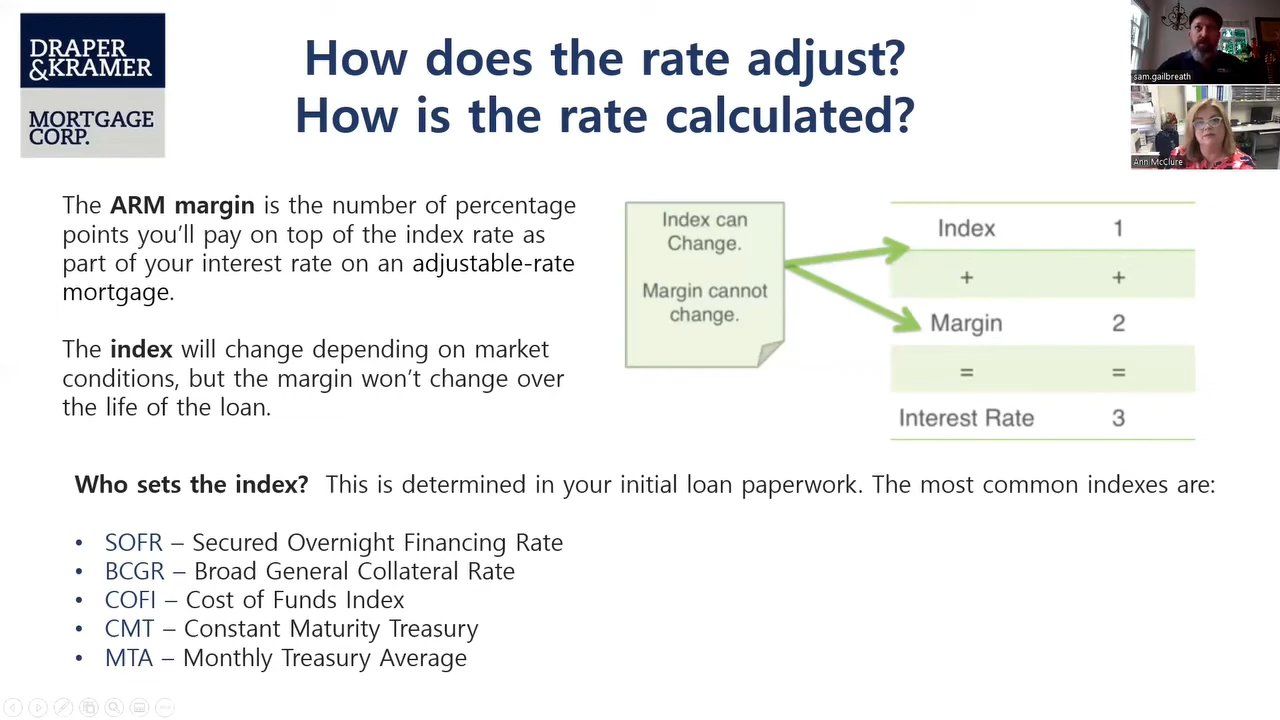 DRAPER
&KRAMER
MORTGAGE
CORP.
How does the rate adjust?
How is the rate calculated?
sam.gailbreath
Ann McClure
The ARM margin is the number of percentage
points you'll pay on top of the index rate as
part of your interest rate on an adjustable-rate
mortgage.
The index will change depending on market
conditions, but the margin won't change over
the life of the loan.
Index can
Change.
Margin cannot
change.
Index 1
+ +
Margin 2
= =
Interest Rate 3
Who sets the index? This is determined in your initial loan paperwork. The most common indexes are:
• SOFR – Secured Overnight Financing Rate
• BCGR – Broad General Collateral Rate
• COFI – Cost of Funds Index
• CMT – Constant Maturity Treasury
• MTA – Monthly Treasury Average